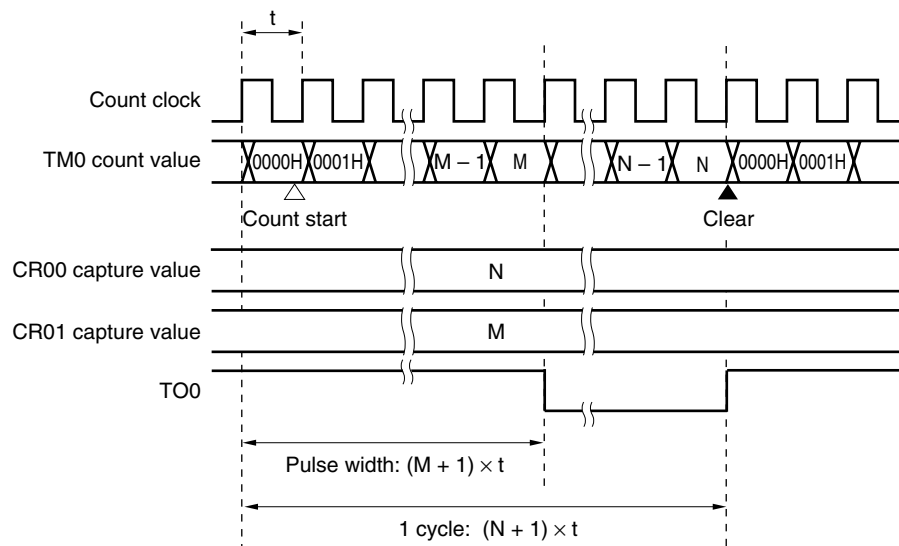 t
Count clock
TM0 count value 0000H 0001H M – 1 M N – 1 N 0000H 0001H
Count start Clear
CR00 capture value N
CR01 capture value M
TO0
Pulse width: (M + 1) × t
1 cycle: (N + 1) × t